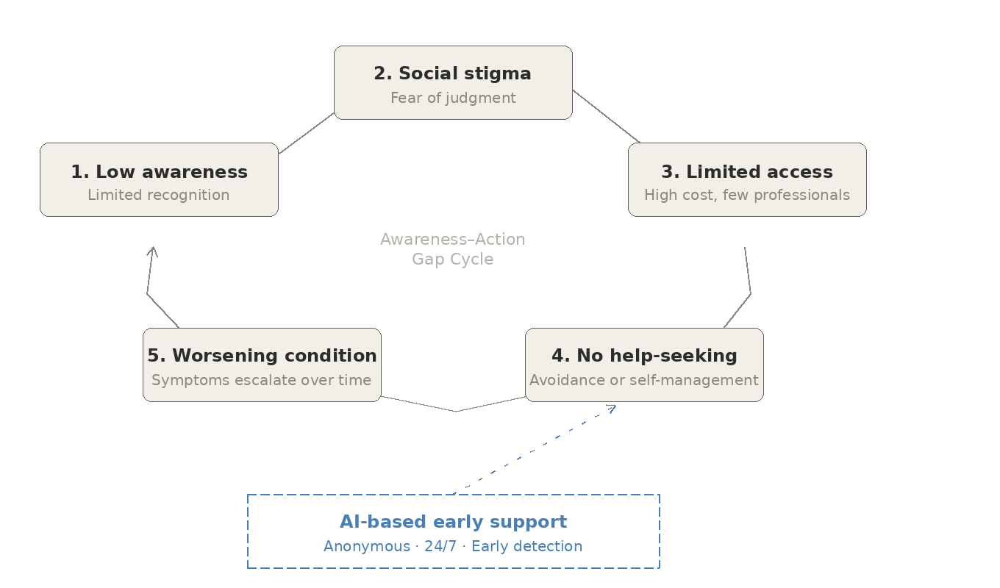 2. Social stigma
Fear of judgment
1. Low awareness
Limited recognition
3. Limited access
High cost, few professionals
Awareness–Action
Gap Cycle
5. Worsening condition
Symptoms escalate over time
4. No help-seeking
Avoidance or self-management
AI-based early support
Anonymous · 24/7 · Early detection